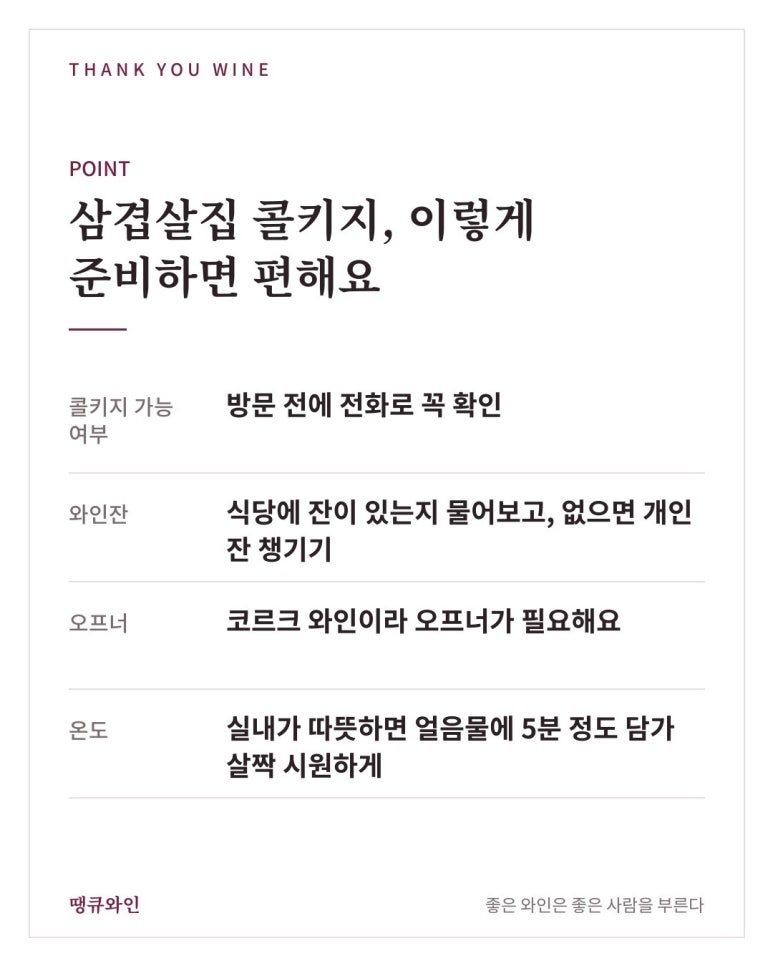 THANK YOU WINE
POINT
삼겹살집 콜키지, 이렇게
준비하면 편해요
콜키지 가능
여부
방문 전에 전화로 꼭 확인
와인잔
식당에 잔이 있는지 물어보고, 없으면 개인
잔 챙기기
오프너
코르크 와인이라 오프너가 필요해요
온도
실내가 따뜻하면 얼음물에 5분 정도 담가
살짝 시원하게
땡큐와인
좋은 와인은 좋은 사람을 부른다